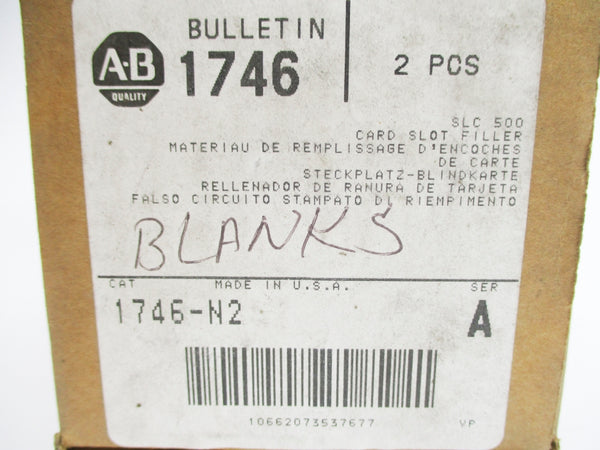 A·B
QUALITY
BULLETIN
1746
2 PCS
SLC 500
CARD SLOT FILLER
MATERIAU DE REMPLISSAGE D'ENCOCHES
DE CARTE
STECKPLATZ-BLINDKARTE
RELLENADOR DE RANURA DE TARJETA
FALSO CIRCUITO STAMPATO DI RIEMPIMENTO
BLANKS
CAT MADE IN U.S.A. SER
1746-N2 A
10662073537677 VP